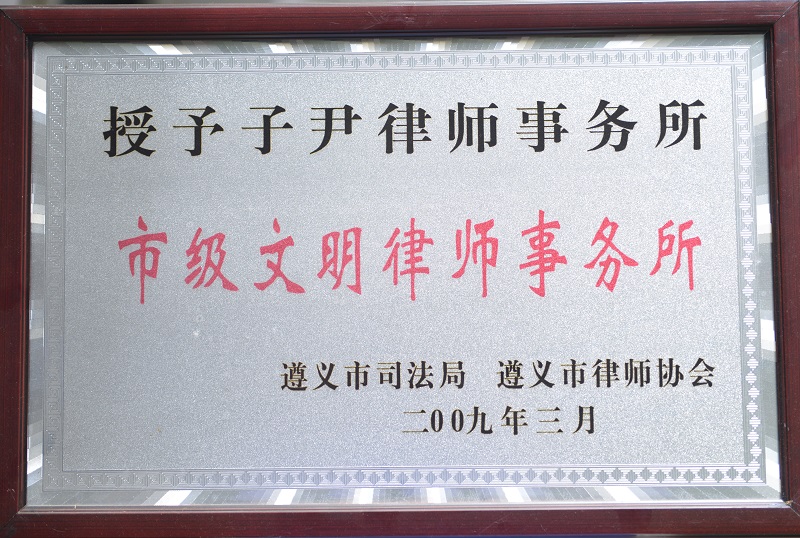 授予子尹律师事务所
市级文明律师事务所
遵义市司法局 遵义市律师协会
二00九年三月